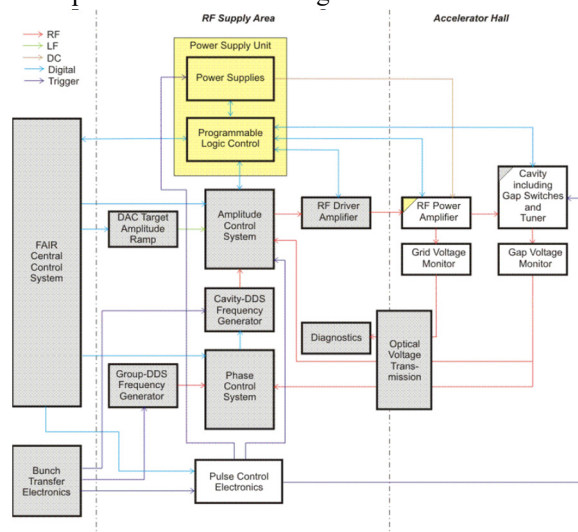 RF Supply Area
Accelerator Hall
RF
LF
DC
Digital
Trigger
Power Supply Unit
Power Supplies
Programmable
Logic Control
FAIR
Central
Control
System
DAC Target
Amplitude
Ramp
Amplitude
Control
System
RF Driver
Amplifier
RF Power
Amplifier
Cavity
including
Gap Switches
and
Tuner
Grid Voltage
Monitor
Gap Voltage
Monitor
Cavity-DDS
Frequency
Generator
Diagnostics
Optical
Voltage
Trans-
mission
Group-DDS
Frequency
Generator
Phase
Control
System
Bunch
Transfer
Electronics
Pulse Control
Electronics